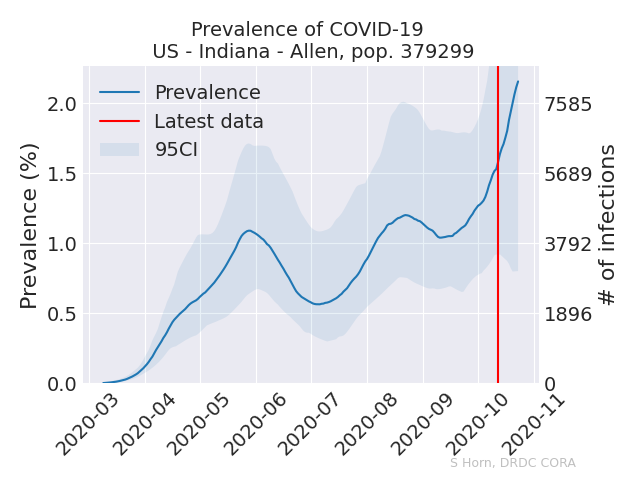 Prevalence of COVID-19
US - Indiana - Allen, pop. 379299
Prevalence
Latest data
95CI
Prevalence (%)
2.0
1.5
1.0
0.5
0.0
7585
5689
3792
1896
0
# of infections
2020-03
2020-04
2020-05
2020-06
2020-07
2020-08
2020-09
2020-10
2020-11
S Horn, DRDC CORA